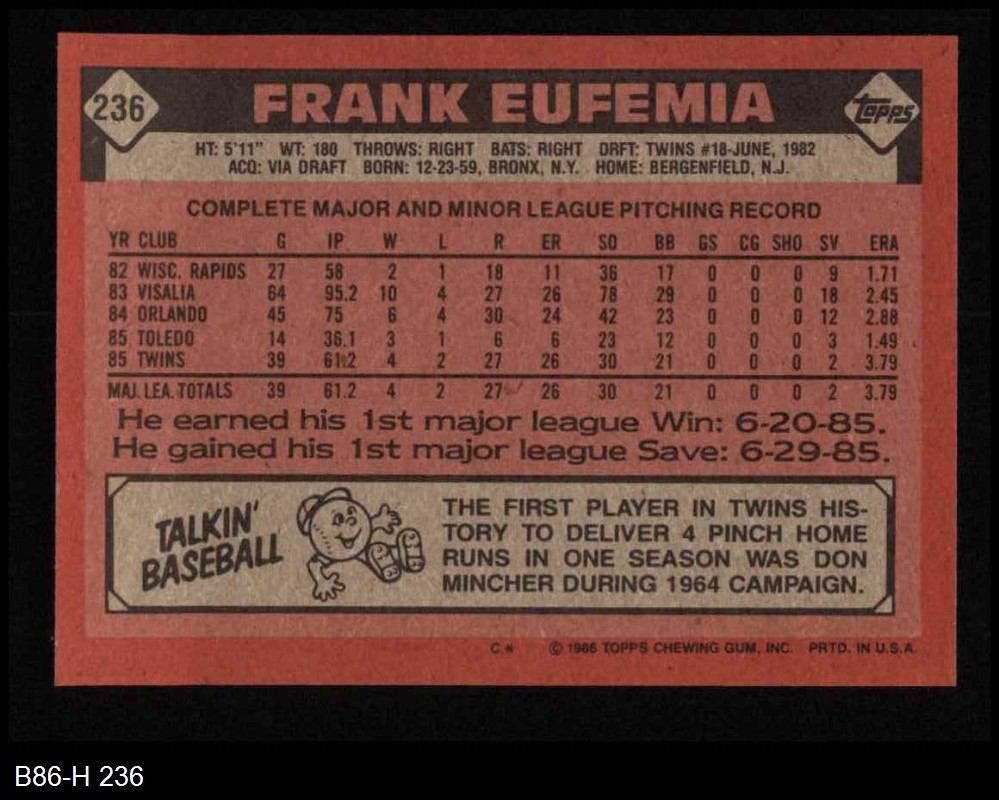 236
FRANK EUFEMIA
Topps
HT: 5'11" WT: 180 THROWS: RIGHT BATS: RIGHT DRFT: TWINS #18-JUNE, 1982
ACQ: VIA DRAFT BORN: 12-23-59, BRONX, N.Y. HOME: BERGENFIELD, N.J.
COMPLETE MAJOR AND MINOR LEAGUE PITCHING RECORD
YR CLUB G IP W L R ER SO BB GS CG SHO SV ERA
82 WISC. RAPIDS 27 58 2 1 18 11 36 17 0 0 0 9 1.71
83 VISALIA 64 95.2 10 4 27 26 78 29 0 0 0 18 2.45
84 ORLANDO 45 75 6 4 30 24 42 23 0 0 0 12 2.88
85 TOLEDO 14 36.1 3 1 6 6 23 12 0 0 0 3 1.49
85 TWINS 39 61.2 4 2 27 26 30 21 0 0 0 2 3.79
MAJ. LEA. TOTALS 39 61.2 4 2 27 26 30 21 0 0 0 2 3.79
He earned his 1st major league Win: 6-20-85.
He gained his 1st major league Save: 6-29-85.
TALKIN'
BASEBALL
THE FIRST PLAYER IN TWINS HIS-
TORY TO DELIVER 4 PINCH HOME
RUNS IN ONE SEASON WAS DON
MINCHER DURING 1964 CAMPAIGN.
C.* © 1986 TOPPS CHEWING GUM, INC. PRTD. IN U.S.A.
B86-H 236